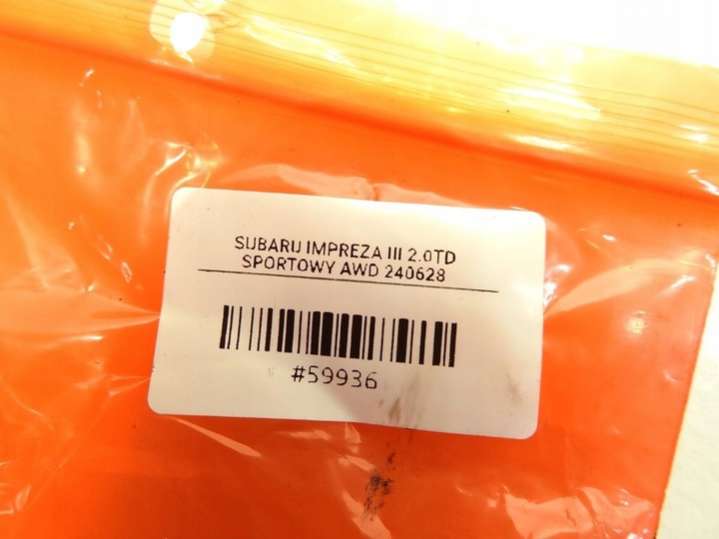 SUBARU IMPREZA III 2.0TD
SPORTOWY AWD 240628
#59936